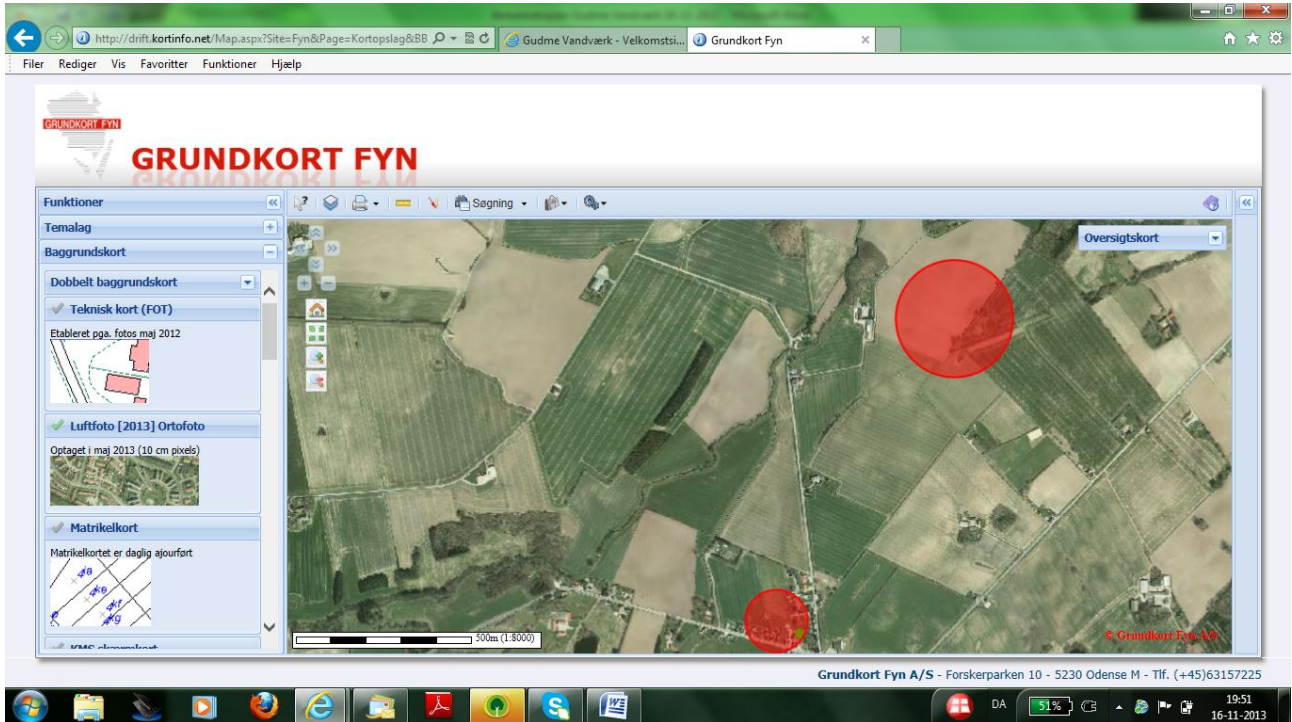 http://drift.kortinfo.net/Map.aspx?Site=Fyn&Page=Kortopslag&BB
Gudme Vandværk - Velkomstsi...
Grundkort Fyn
Filer Rediger Vis Favoritter Funktioner Hjælp
GRUNDKORT FYN
GRUNDKORT FYN
Funktioner
Søgning
Temalag
Baggrundskort
Oversigtskort
Dobbelt baggrundskort
Teknisk kort (FOT)
Etableret pga. fotos maj 2012
Luftfoto [2013] Ortofoto
Optaget i maj 2013 (10 cm pixels)
Matrikelkort
Matrikelkortet er daglig ajourført
500m (1:8000)
© Grundkort Fyn A/S
KMS skærmkort
Grundkort Fyn A/S - Forskerparken 10 - 5230 Odense M - Tlf. (+45)63157225
DA
51%
19:51
16-11-2013